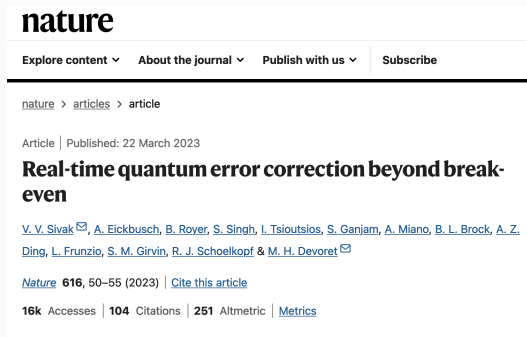 nature
Explore content About the journal Publish with us Subscribe
nature > articles > article
Article | Published: 22 March 2023
Real-time quantum error correction beyond break-
even
V. V. Sivak, A. Eickbusch, B. Royer, S. Singh, I. Tsioutsios, S. Ganjam, A. Miano, B. L. Brock, A. Z.
Ding, L. Frunzio, S. M. Girvin, R. J. Schoelkopf & M. H. Devoret
Nature 616, 50–55 (2023) | Cite this article
16k Accesses | 104 Citations | 251 Altmetric | Metrics